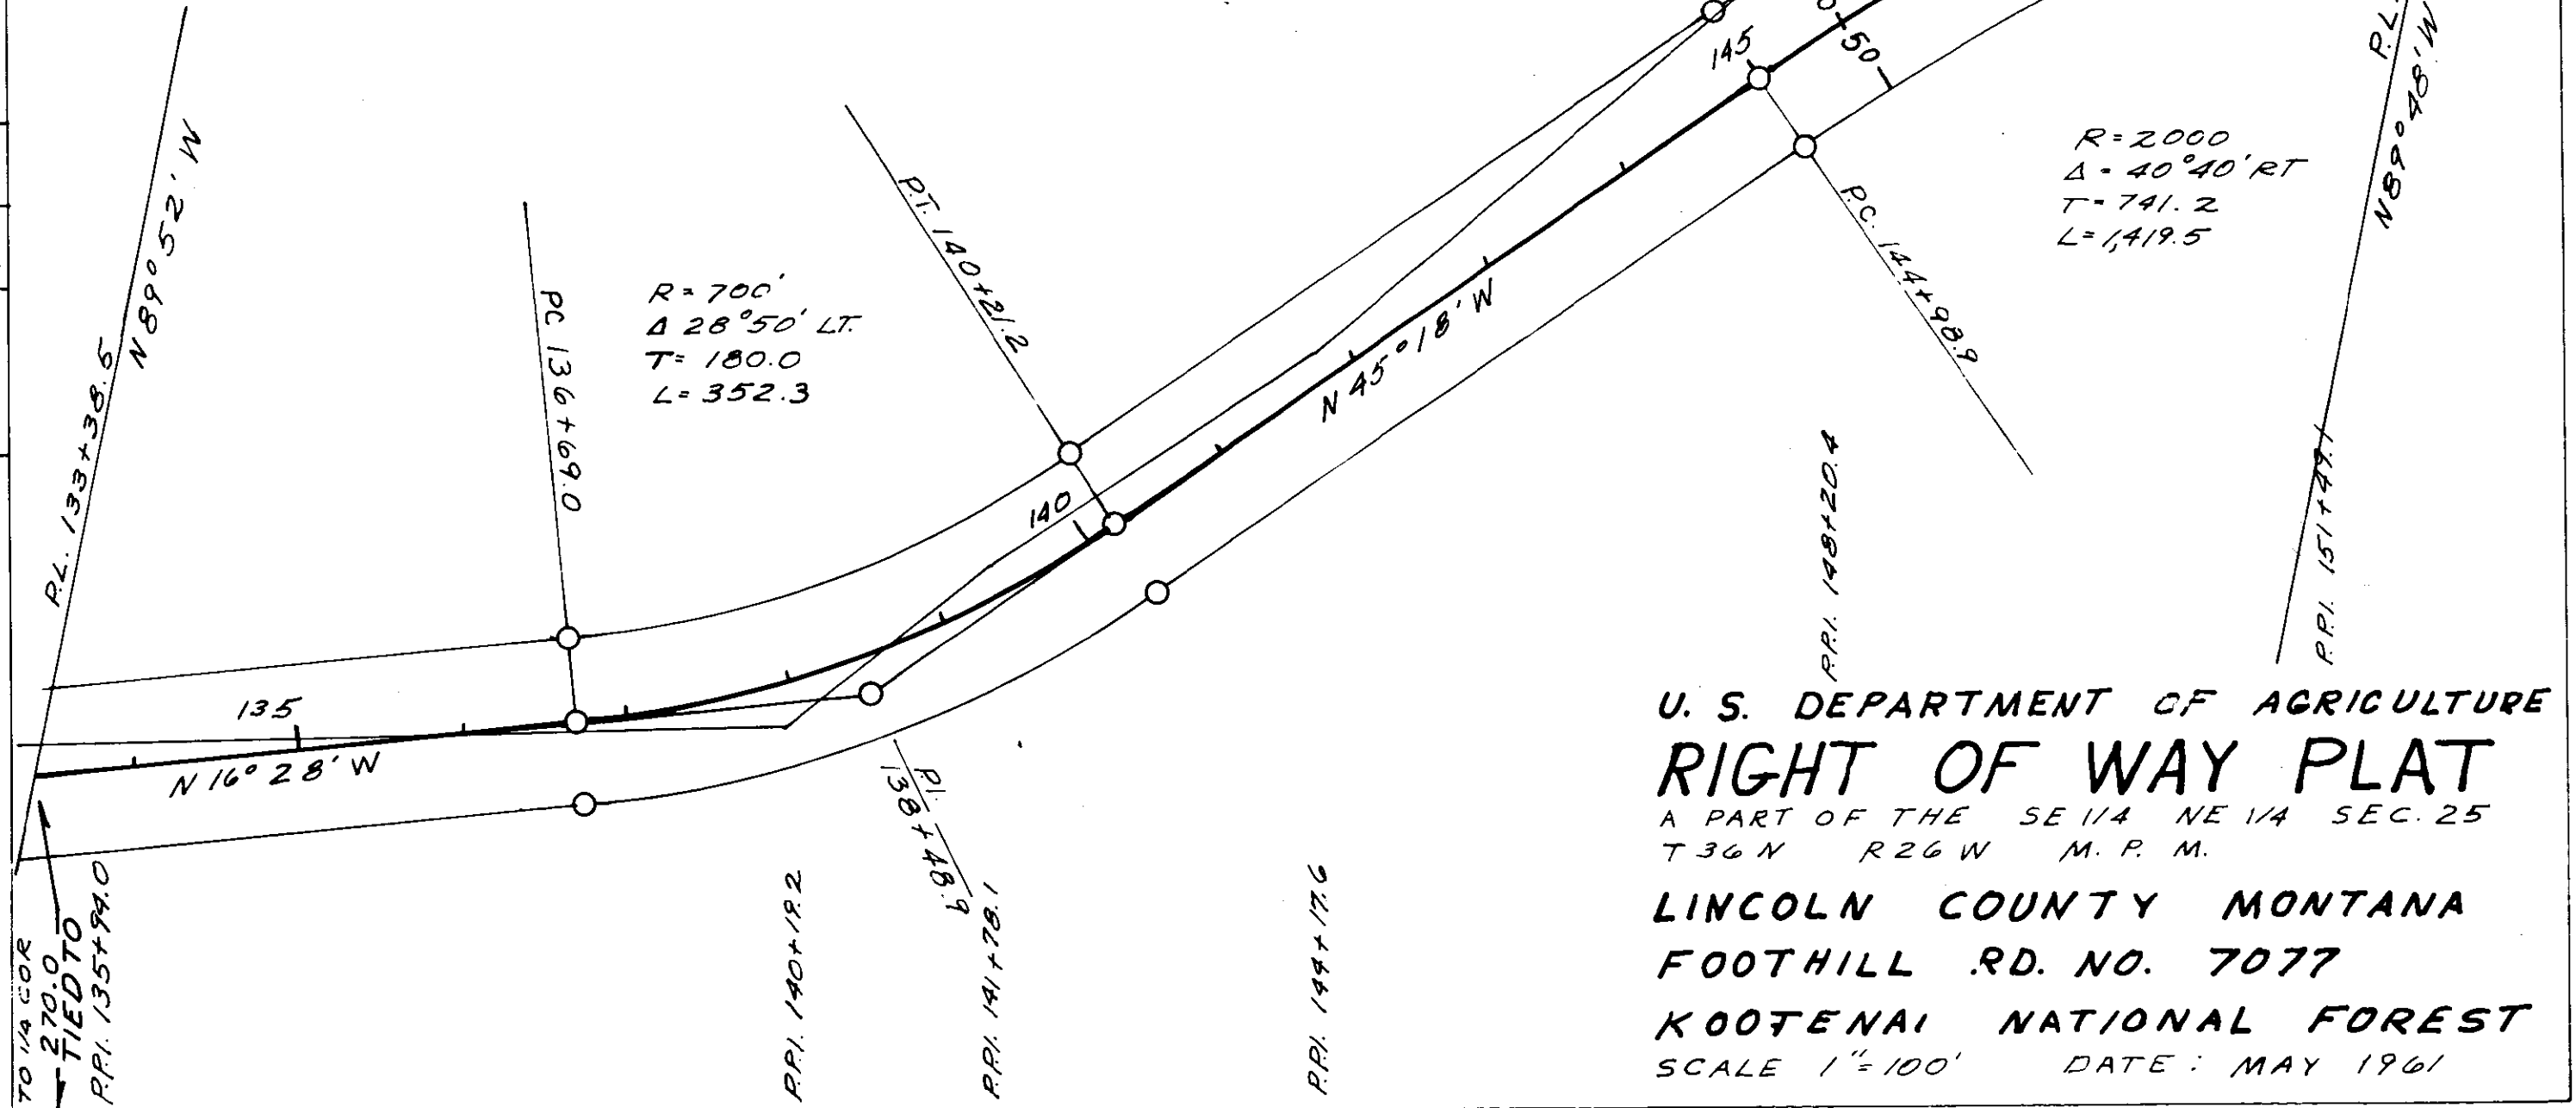 P.L. 133+38.5
N 89° 52' W
PC 136+69.0
R = 700'
Δ 28°50' LT.
T = 180.0
L = 352.3
P.T. 140+21.2
145
50
P.C. 144+98.9
R = 2000
Δ = 40°40' RT
T = 741.2
L = 1,419.5
P.L.
N 89° 48' W
N 45° 18' W
140
135
N 16° 28' W
P.I.
138+48.9
TO 1/4 COR
270.0
TIED TO
P.P.I. 135+94.0
P.P.I. 140+19.2
P.P.I. 141+78.1
P.P.I. 144+17.6
P.P.I. 148+20.4
P.P.I. 151+49.1
U. S. DEPARTMENT OF AGRICULTURE
RIGHT OF WAY PLAT
A PART OF THE SE 1/4 NE 1/4 SEC. 25
T 36 N R 26 W M. P. M.
LINCOLN COUNTY MONTANA
FOOTHILL RD. NO. 7077
KOOTENAI NATIONAL FOREST
SCALE 1" = 100' DATE : MAY 1961